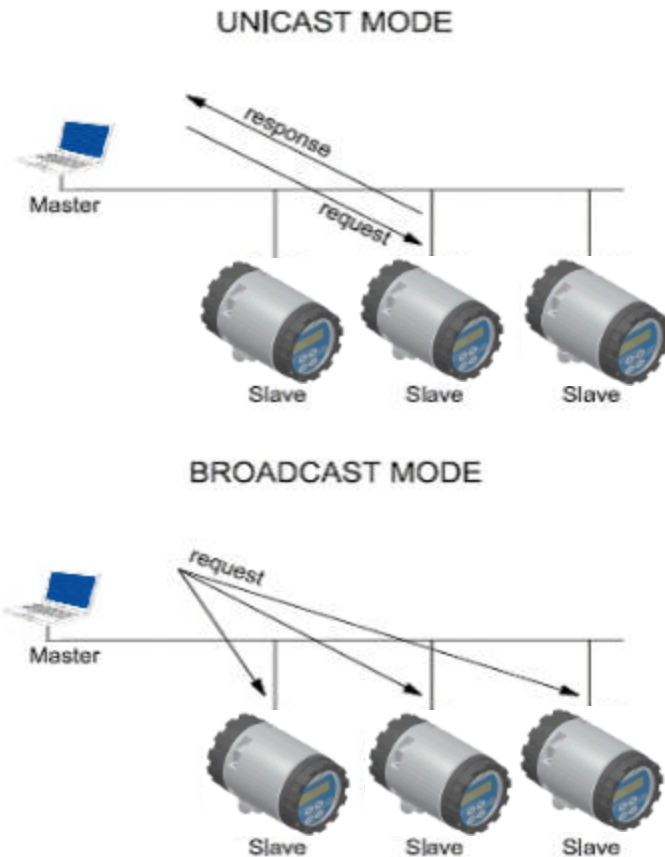 UNICAST MODE
response
request
Master
Slave Slave Slave
BROADCAST MODE
request
Master
Slave Slave Slave